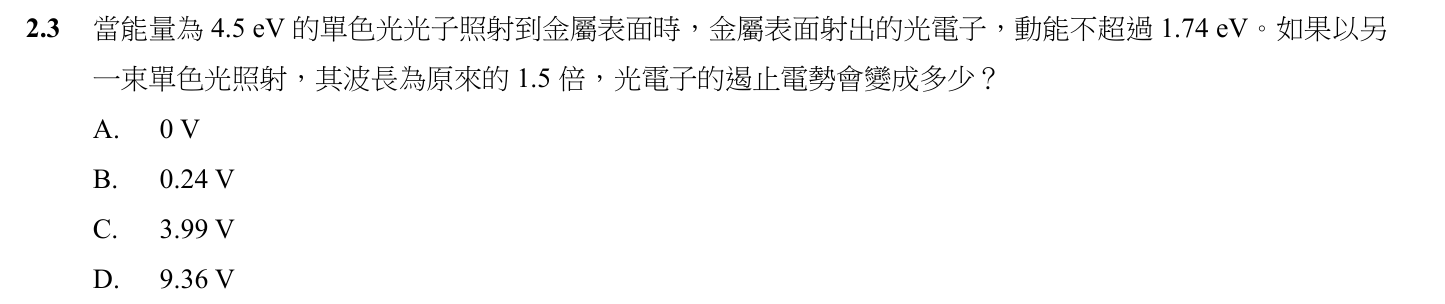 2.3 當能量為 4.5 eV 的單色光光子照射到金屬表面時，金屬表面射出的光電子，動能不超過 1.74 eV。如果以另
一束單色光照射，其波長為原來的 1.5 倍，光電子的遏止電勢會變成多少？
A. 0 V
B. 0.24 V
C. 3.99 V
D. 9.36 V